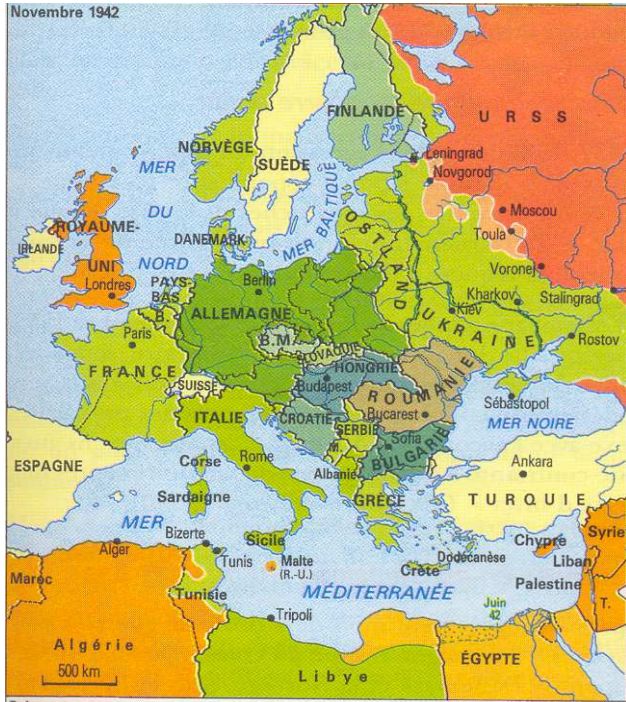 Novembre 1942
FINLANDE
URSS
NORVÈGE
SUÈDE
Leningrad
Novgorod
MER
DU
NORD
MER BALTIQUE
Moscou
Toula
ROYAUME-
UNI
IRLANDE
DANEMARK
OSTLAND
Voronej
Londres
PAYS-
BAS
B.
Berlin
ALLEMAGNE
Kharkov
Stalingrad
Kiev
UKRAINE
Rostov
Paris
B.M.
SLOVAQUIE
FRANCE
SUISSE
HONGRIE
Budapest
ROUMANIE
Bucarest
Sébastopol
MER NOIRE
ITALIE
CROATIE
SERBIE
M.
Sofia
BULGARIE
ESPAGNE
Corse
Rome
Albanie
Ankara
TURQUIE
Sardaigne
GRÈCE
MER
Bizerte
Sicile
Alger
Tunis
Malte
(R.-U.)
Crète
Dodécanèse
Chypre
Syrie
Liban
Maroc
Tunisie
MÉDITERRANÉE
Palestine
T.
Tripoli
Juin
42
Algérie
500 km
Libye
ÉGYPTE